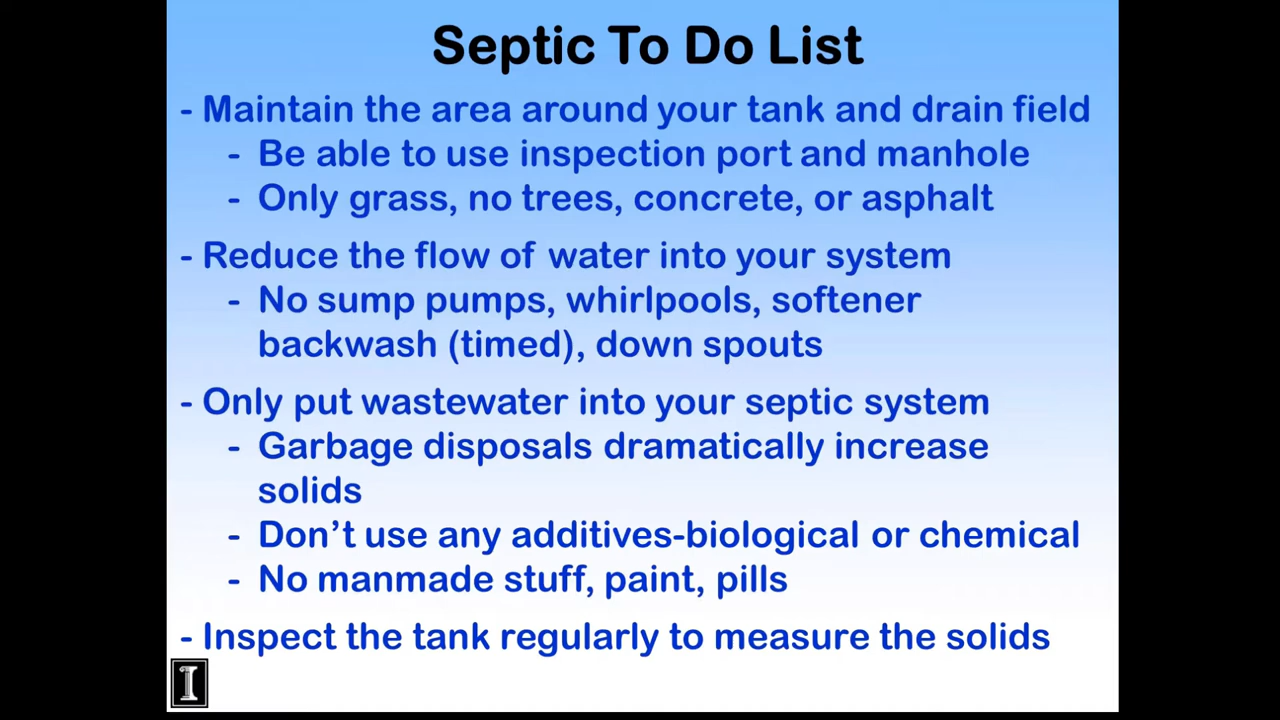 Septic To Do List
- Maintain the area around your tank and drain field
- Be able to use inspection port and manhole
- Only grass, no trees, concrete, or asphalt
- Reduce the flow of water into your system
- No sump pumps, whirlpools, softener
backwash (timed), down spouts
- Only put wastewater into your septic system
- Garbage disposals dramatically increase
solids
- Don’t use any additives-biological or chemical
- No manmade stuff, paint, pills
- Inspect the tank regularly to measure the solids
I